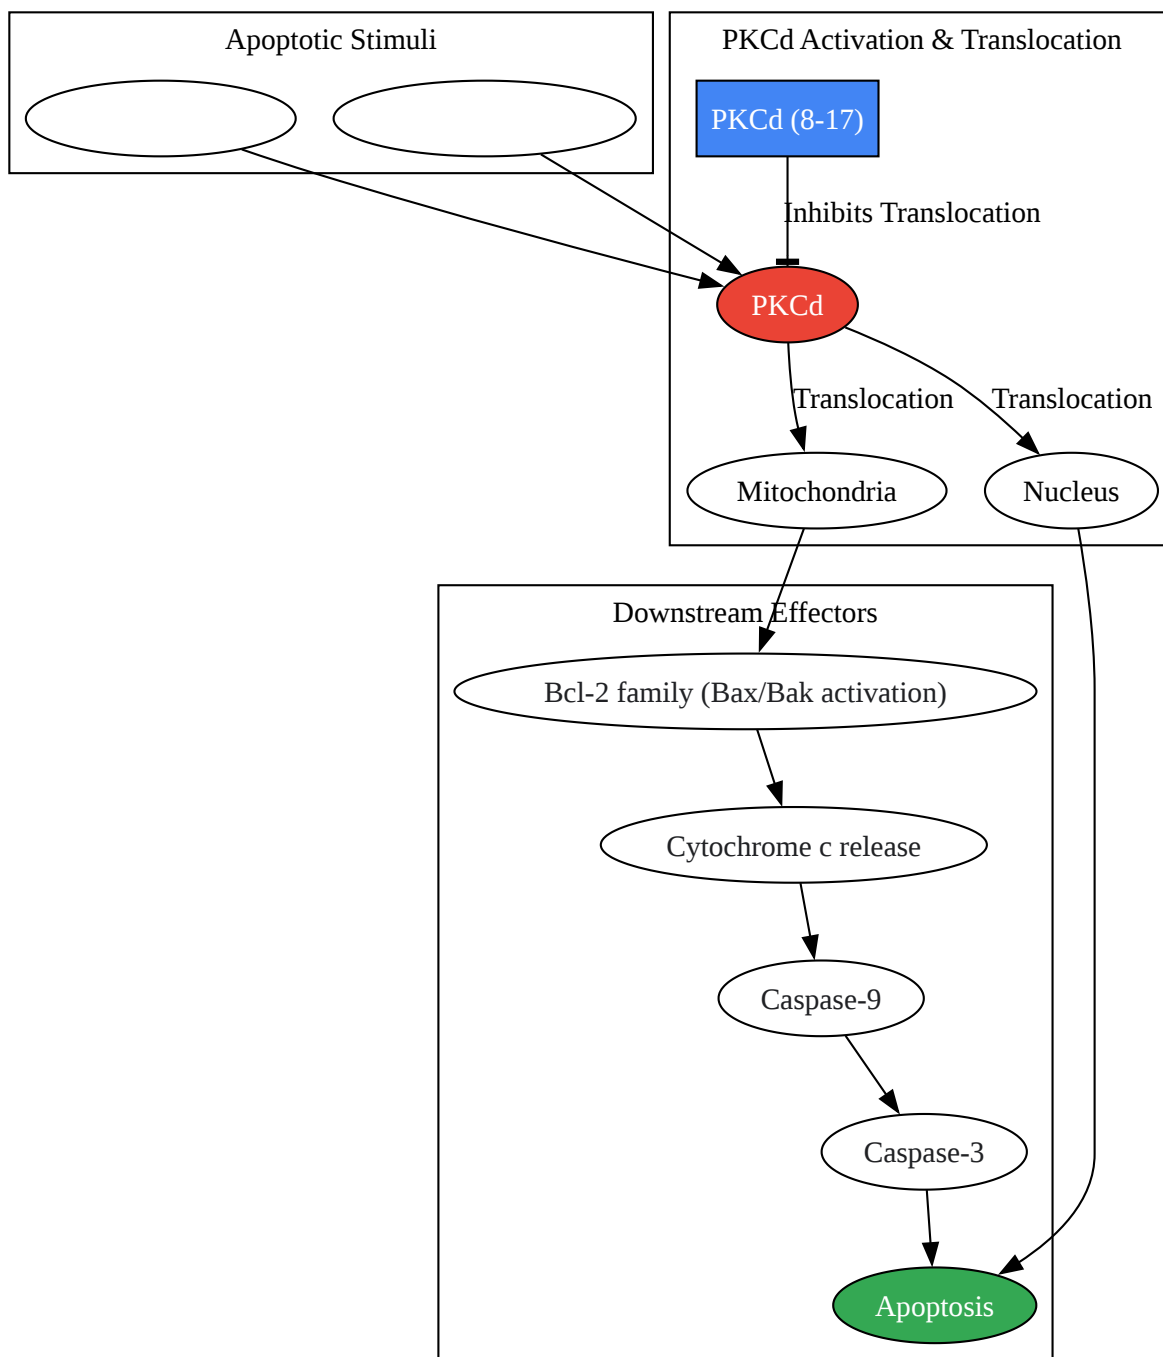 Apoptotic Stimuli
PKCd Activation & Translocation
PKCd (8-17)
Inhibits Translocation
PKCd
Translocation
Translocation
Mitochondria
Nucleus
Downstream Effectors
Bcl-2 family (Bax/Bak activation)
Cytochrome c release
Caspase-9
Caspase-3
Apoptosis